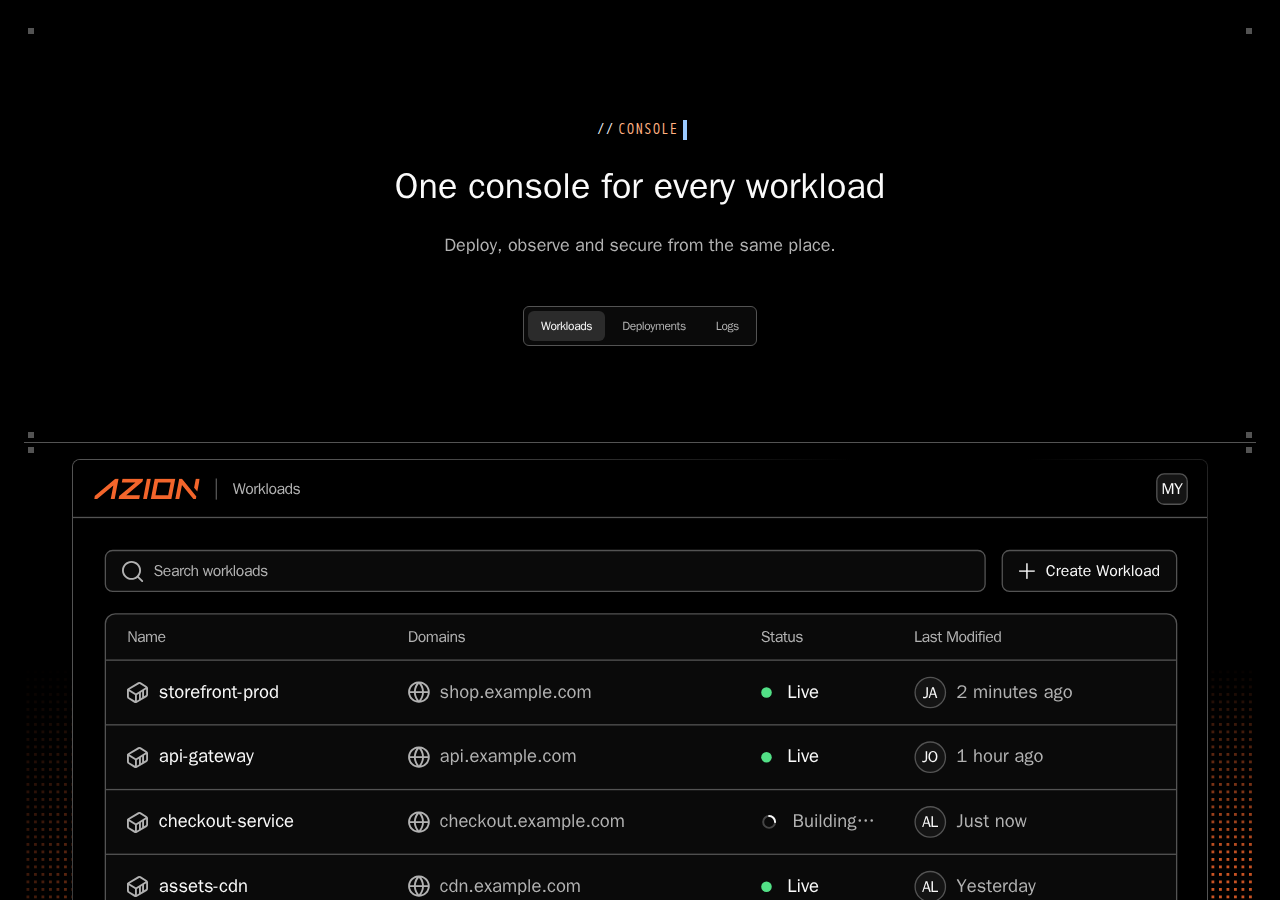 // CONSOLE
One console for every workload
Deploy, observe and secure from the same place.
Workloads Deployments Logs
AZION Workloads MY
Search workloads Create Workload
Name Domains Status Last Modified
storefront-prod shop.example.com Live JA 2 minutes ago
api-gateway api.example.com Live JO 1 hour ago
checkout-service checkout.example.com Building··· AL Just now
assets-cdn cdn.example.com Live AL Yesterday